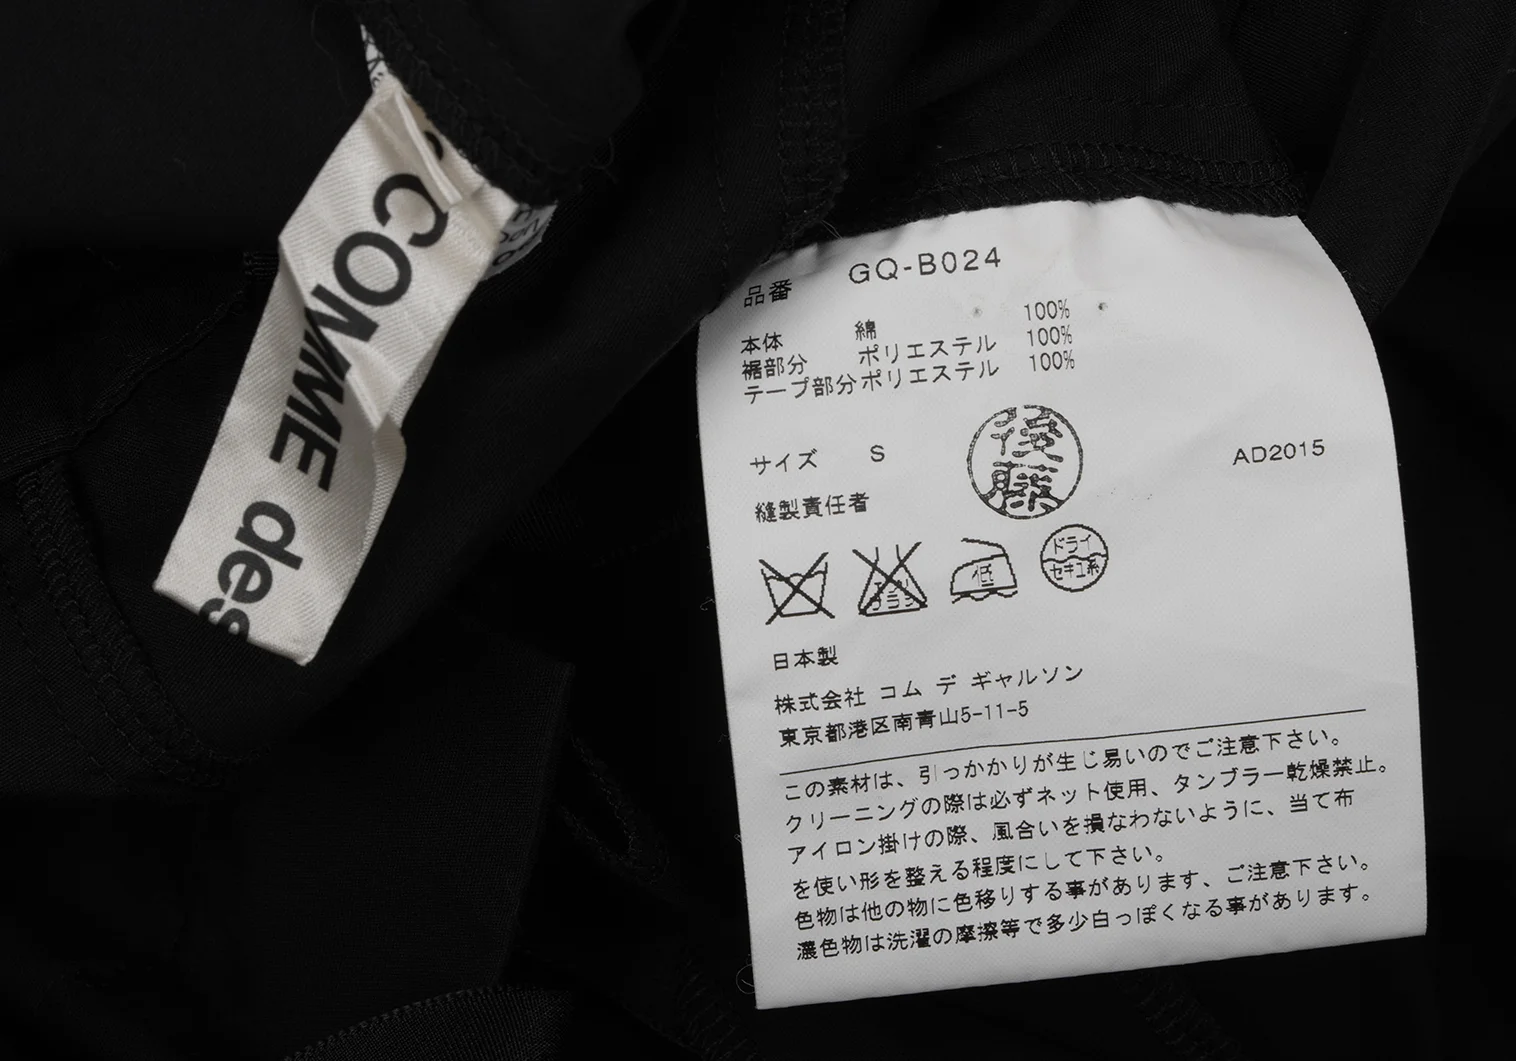 COMME des
品番 GQ-B024
本体 綿 100%
裾部分 ポリエステル 100%
テープ部分 ポリエステル 100%
サイズ S
後藤
AD2015
縫製責任者
エンソ
フラシ
低
ドライ
セキユ系
日本製
株式会社 コム デ ギャルソン
東京都港区南青山5-11-5
この素材は、引っかかりが生じ易いのでご注意下さい。
クリーニングの際は必ずネット使用、タンブラー乾燥禁止。
アイロン掛けの際、風合いを損なわないように、当て布
を使い形を整える程度にして下さい。
色物は他の物に色移りする事があります、ご注意下さい。
濃色物は洗濯の摩擦等で多少白っぽくなる事があります。